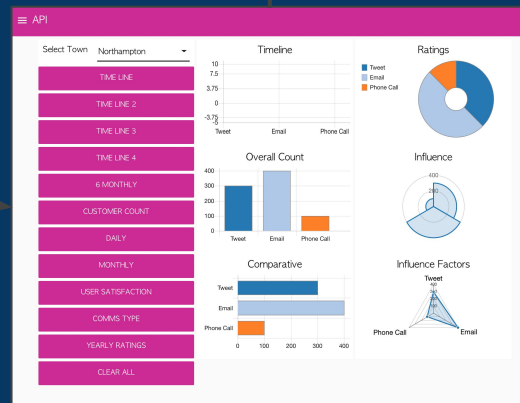 API
Select Town Northampton
TIME LINE
TIME LINE 2
TIME LINE 3
TIME LINE 4
6 MONTHLY
CUSTOMER COUNT
DAILY
MONTHLY
USER SATISFACTION
COMMS TYPE
YEARLY RATINGS
CLEAR ALL
Timeline
10
7.5
3.75
0
-3.75
-5
Tweet Email Phone Call
Ratings
Tweet
Email
Phone Call
Overall Count
400
300
200
100
0
Tweet Email Phone Call
Influence
400
200
Comparative
Tweet
Email
Phone Call
0 100 200 300 400
Influence Factors
Tweet
400
Phone Call Email